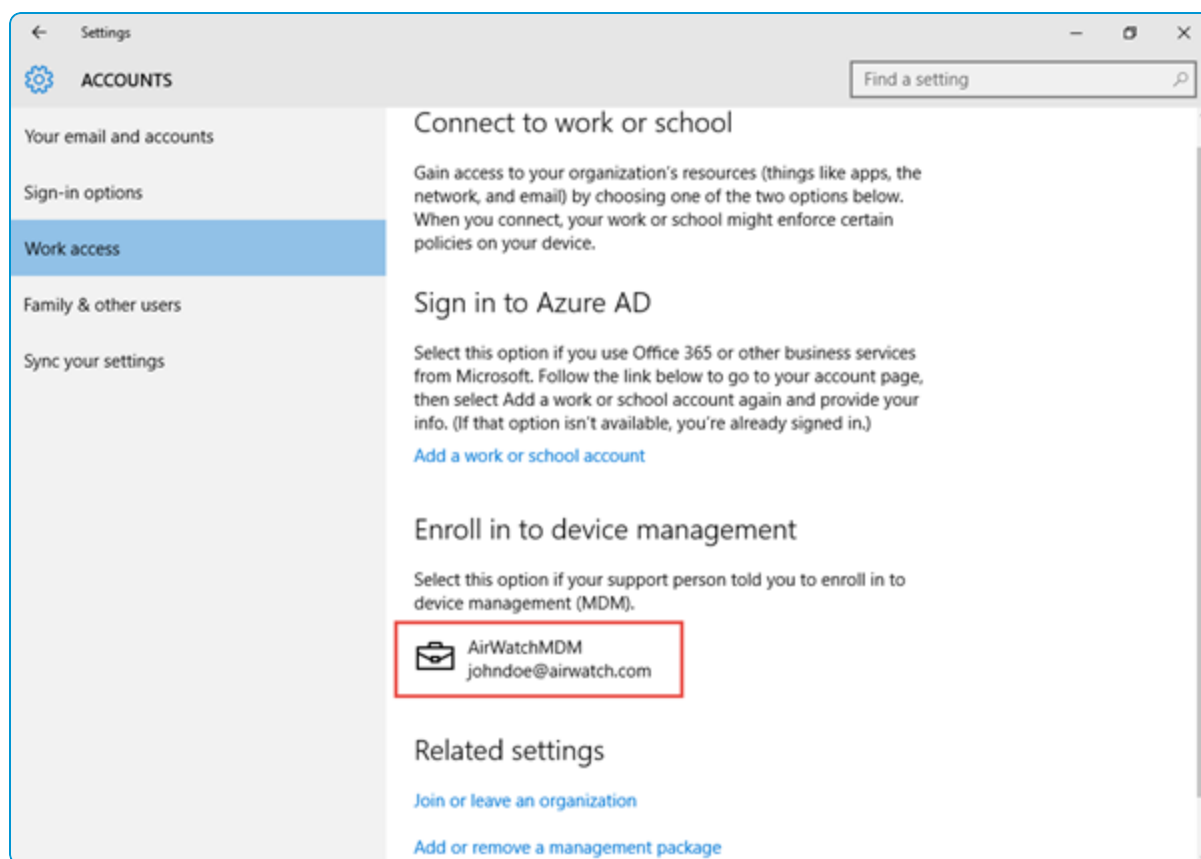 Settings
ACCOUNTS
Find a setting
Your email and accounts
Sign-in options
Work access
Family & other users
Sync your settings
Connect to work or school
Gain access to your organization's resources (things like apps, the
network, and email) by choosing one of the two options below.
When you connect, your work or school might enforce certain
policies on your device.
Sign in to Azure AD
Select this option if you use Office 365 or other business services
from Microsoft. Follow the link below to go to your account page,
then select Add a work or school account again and provide your
info. (If that option isn't available, you're already signed in.)
Add a work or school account
Enroll in to device management
Select this option if your support person told you to enroll in to
device management (MDM).
AirWatchMDM
johndoe@airwatch.com
Related settings
Join or leave an organization
Add or remove a management package